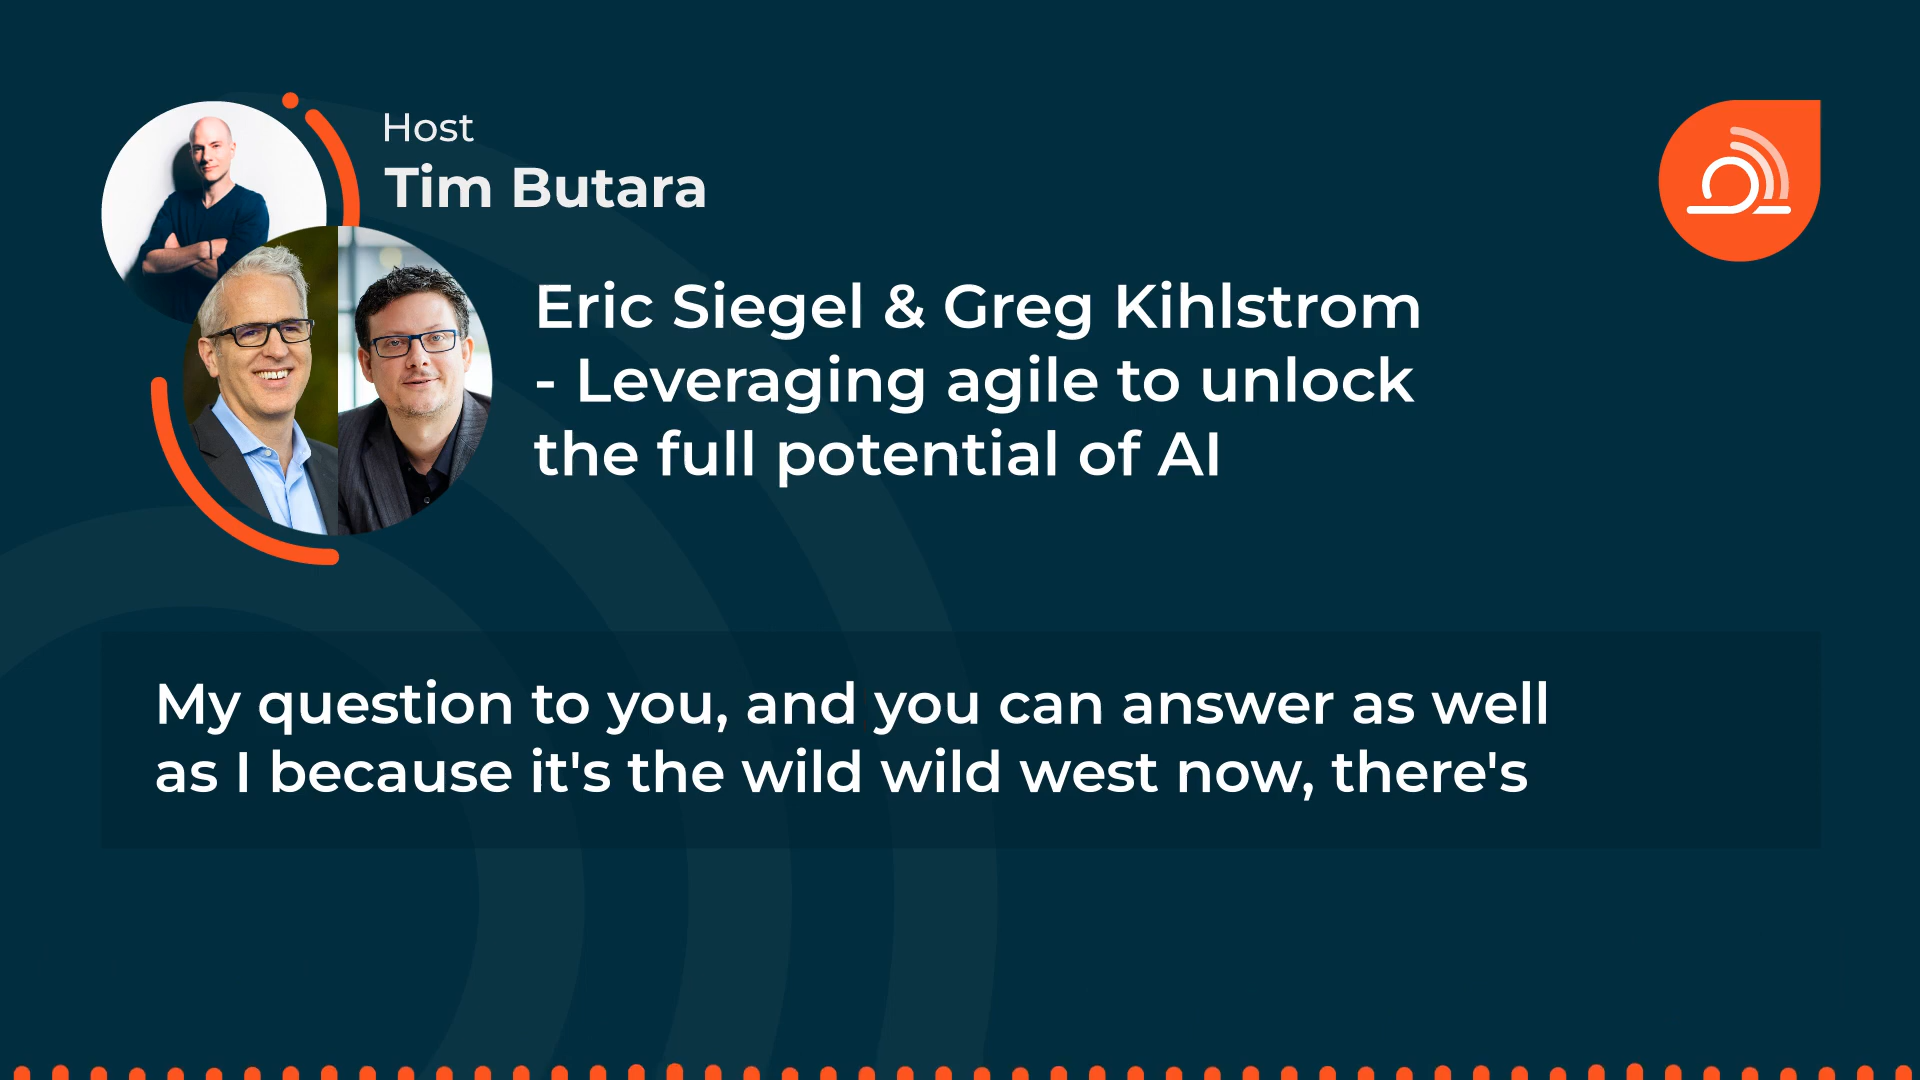 Host
Tim Butara
Eric Siegel & Greg Kihlstrom
- Leveraging agile to unlock
the full potential of AI
My question to you, and you can answer as well
as I because it's the wild wild west now, there's